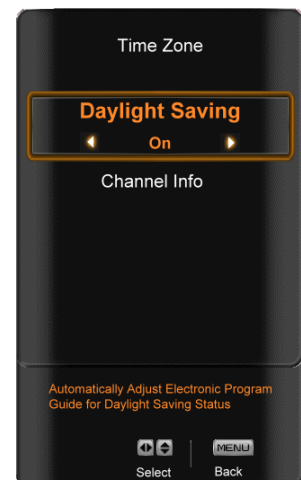 Time Zone
Daylight Saving
On
Channel Info
Automatically Adjust Electronic Program
Guide for Daylight Saving Status
MENU
Select
Back